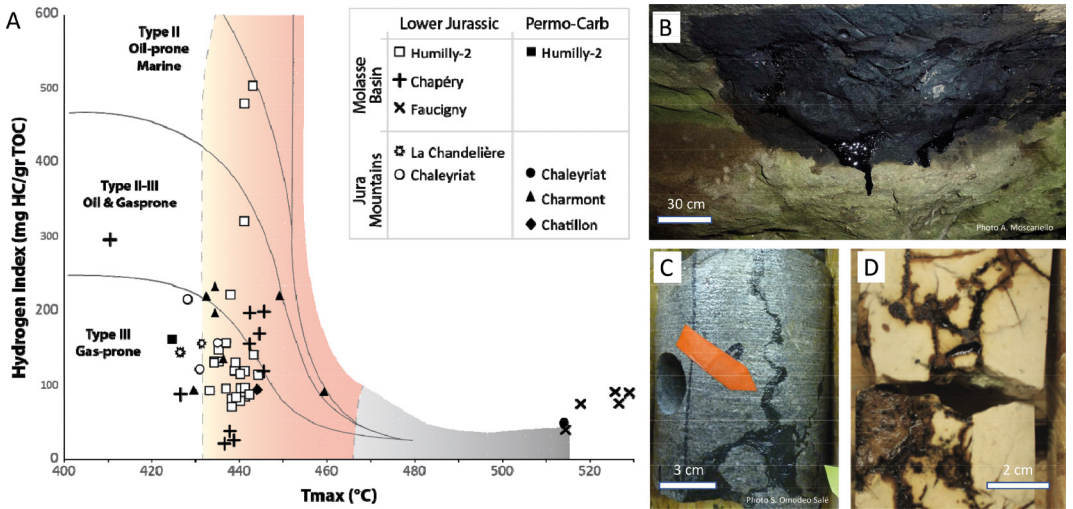 A
Hydrogen Index (mg HC/gr TOC)
600
500
400
300
200
100
0
400
420
440
460
480
500
520
Tmax (°C)
Type II
Oil-prone
Marine
Type II-III
Oil & Gasprone
Type III
Gas-prone
Lower Jurassic
Permo-Carb
Molasse
Basin
Humilly-2
Chapéry
Faucigny
Humilly-2
Jura
Mountains
La Chandelière
Chaleyriat
Chaleyriat
Charmont
Chatillon
B
30 cm
Photo A. Moscariello
C
3 cm
Photo S. Omodeo Salé
D
2 cm